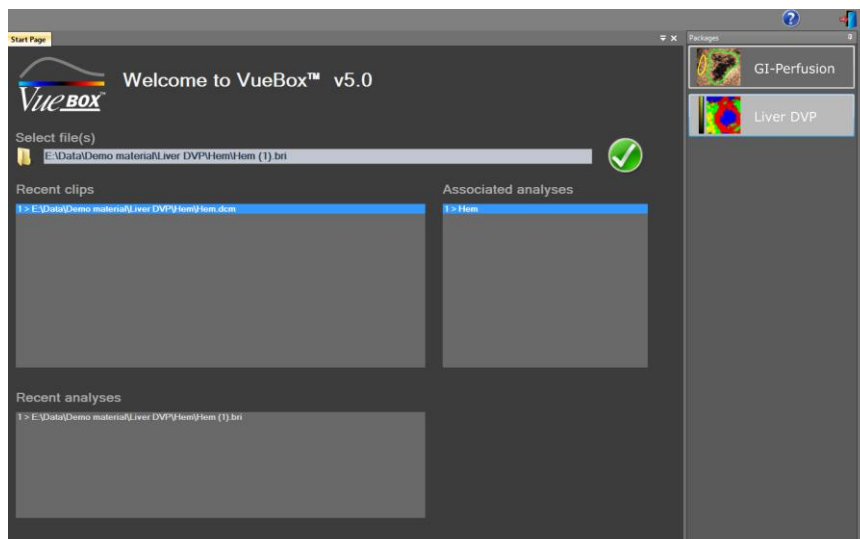 ?
Start Page
Packages
VUE BOX™
Welcome to VueBox™ v5.0
GI-Perfusion
Liver DVP
Select file(s)
E:\Data\Demo material\Liver DVP\Hem\Hem (1).bri
Recent clips
Associated analyses
1 > E:\Data\Demo material\Liver DVP\Hem\Hem.dcm
1 > Hem
Recent analyses
1 > E:\Data\Demo material\Liver DVP\Hem\Hem (1).bri